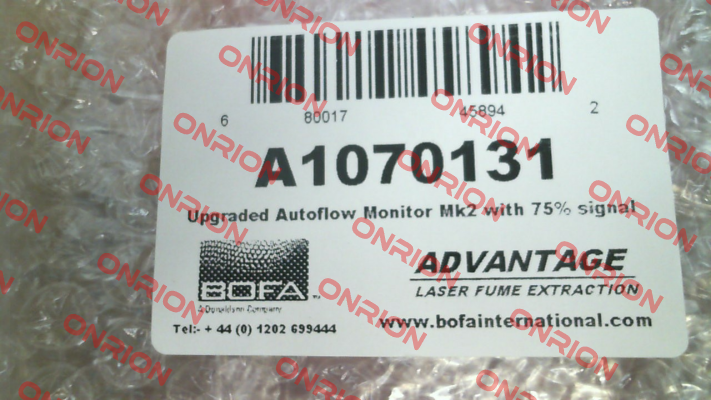 6 80017 45894 2
A1070131
Upgraded Autoflow Monitor Mk2 with 75% signal
BOFA™
A Donaldson Company
ADVANTAGE
LASER FUME EXTRACTION
Tel:- + 44 (0) 1202 699444
www.bofainternational.com
ONRION